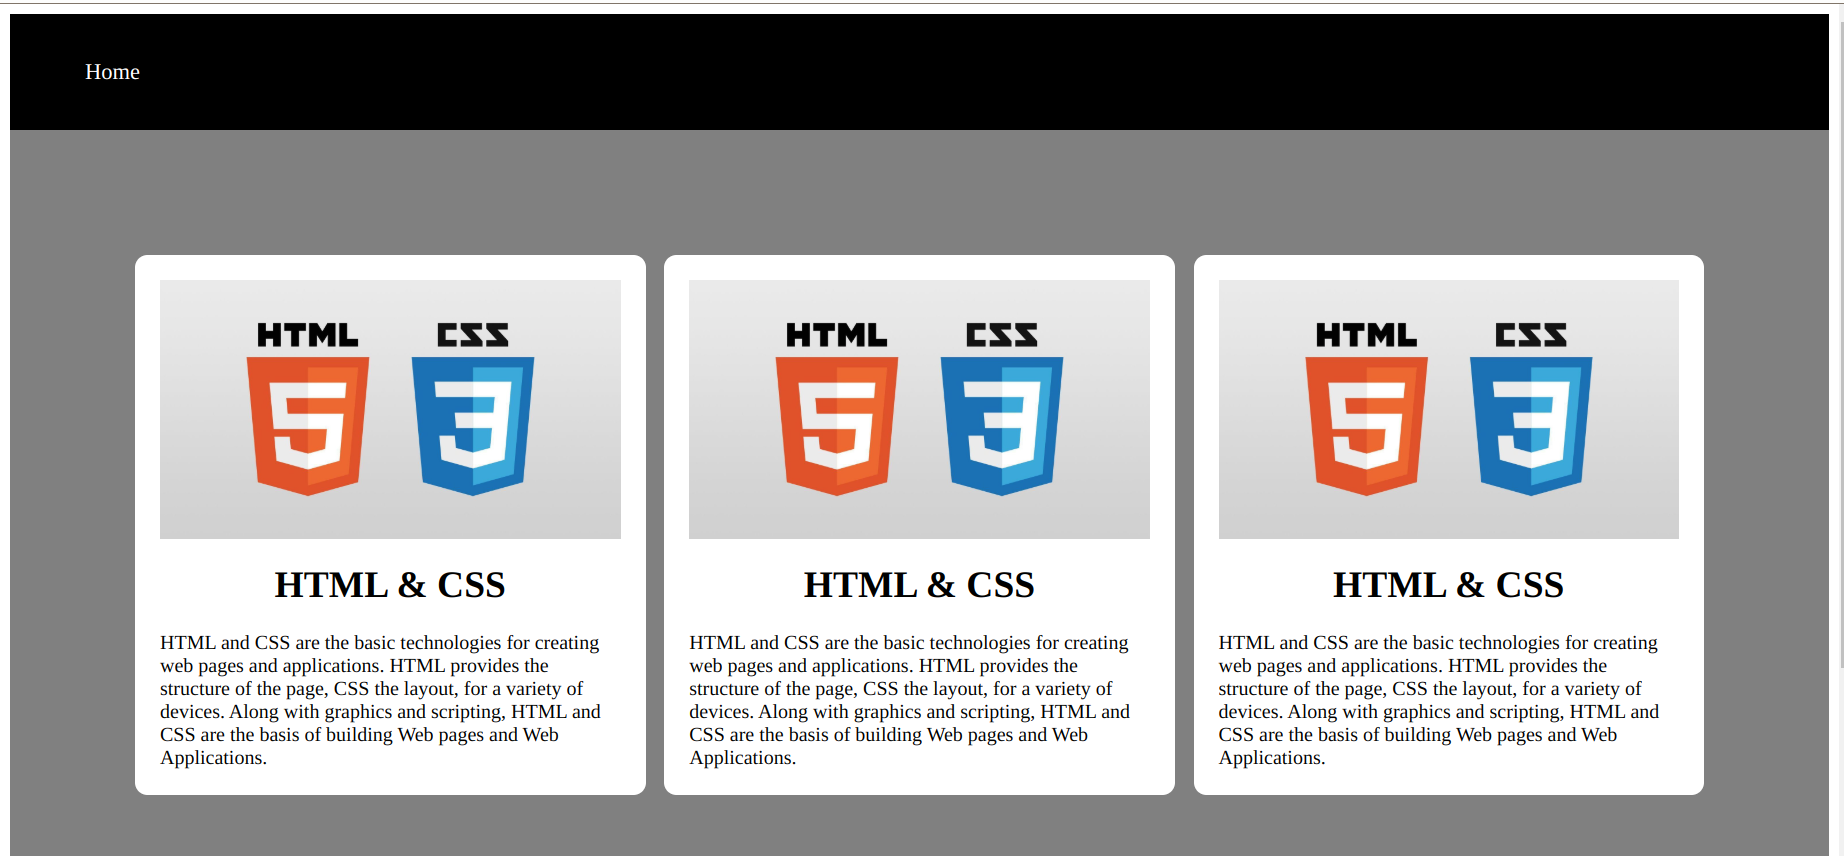 Home
HTML CSS
5 3
HTML & CSS
HTML and CSS are the basic technologies for creating
web pages and applications. HTML provides the
structure of the page, CSS the layout, for a variety of
devices. Along with graphics and scripting, HTML and
CSS are the basis of building Web pages and Web
Applications.
HTML CSS
5 3
HTML & CSS
HTML and CSS are the basic technologies for creating
web pages and applications. HTML provides the
structure of the page, CSS the layout, for a variety of
devices. Along with graphics and scripting, HTML and
CSS are the basis of building Web pages and Web
Applications.
HTML CSS
5 3
HTML & CSS
HTML and CSS are the basic technologies for creating
web pages and applications. HTML provides the
structure of the page, CSS the layout, for a variety of
devices. Along with graphics and scripting, HTML and
CSS are the basis of building Web pages and Web
Applications.